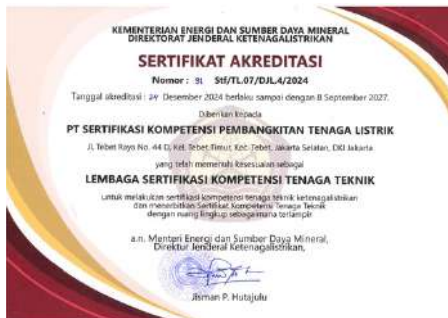 KEMENTERIAN ENERGI DAN SUMBER DAYA MINERAL
DIREKTORAT JENDERAL KETENAGALISTRIKAN
SERTIFIKAT AKREDITASI
Nomor : 91 Stf/TL.07/DJL.4/2024
Tanggal akreditasi : 24 Desember 2024 berlaku sampai dengan 8 September 2027.
Diberikan kepada
PT SERTIFIKASI KOMPETENSI PEMBANGKITAN TENAGA LISTRIK
Jl. Tebet Raya No. 44 D, Kel. Tebet Timur, Kec. Tebet, Jakarta Selatan, DKI Jakarta
yang telah memenuhi kesesuaian sebagai
LEMBAGA SERTIFIKASI KOMPETENSI TENAGA TEKNIK
untuk melakukan sertifikasi kompetensi tenaga teknik ketenagalistrikan
dan menerbitkan Sertifikat Kompetensi Tenaga Teknik
dengan ruang lingkup sebagaimana terlampir
a.n. Menteri Energi dan Sumber Daya Mineral,
Direktur Jenderal Ketenagalistrikan,
Jisman P. Hutajulu